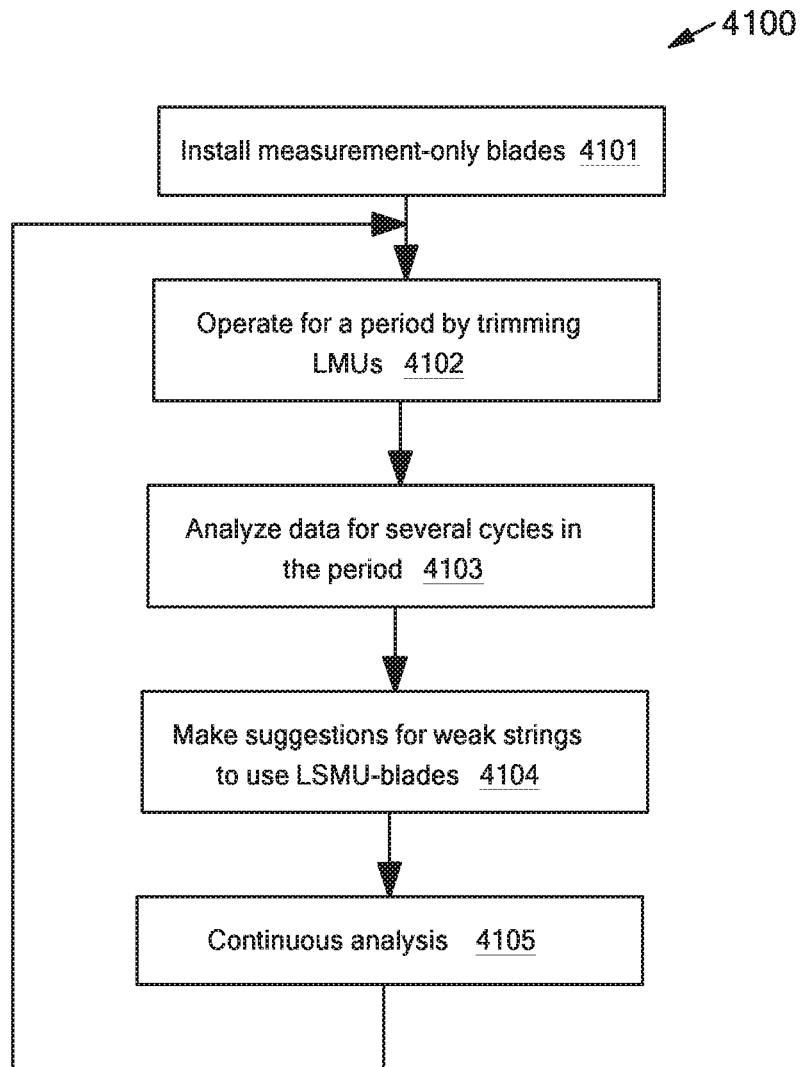 4100
Install measurement-only blades 4101
Operate for a period by trimming
LMUs 4102
Analyze data for several cycles in
the period 4103
Make suggestions for weak strings
to use LSMU-blades 4104
Continuous analysis 4105